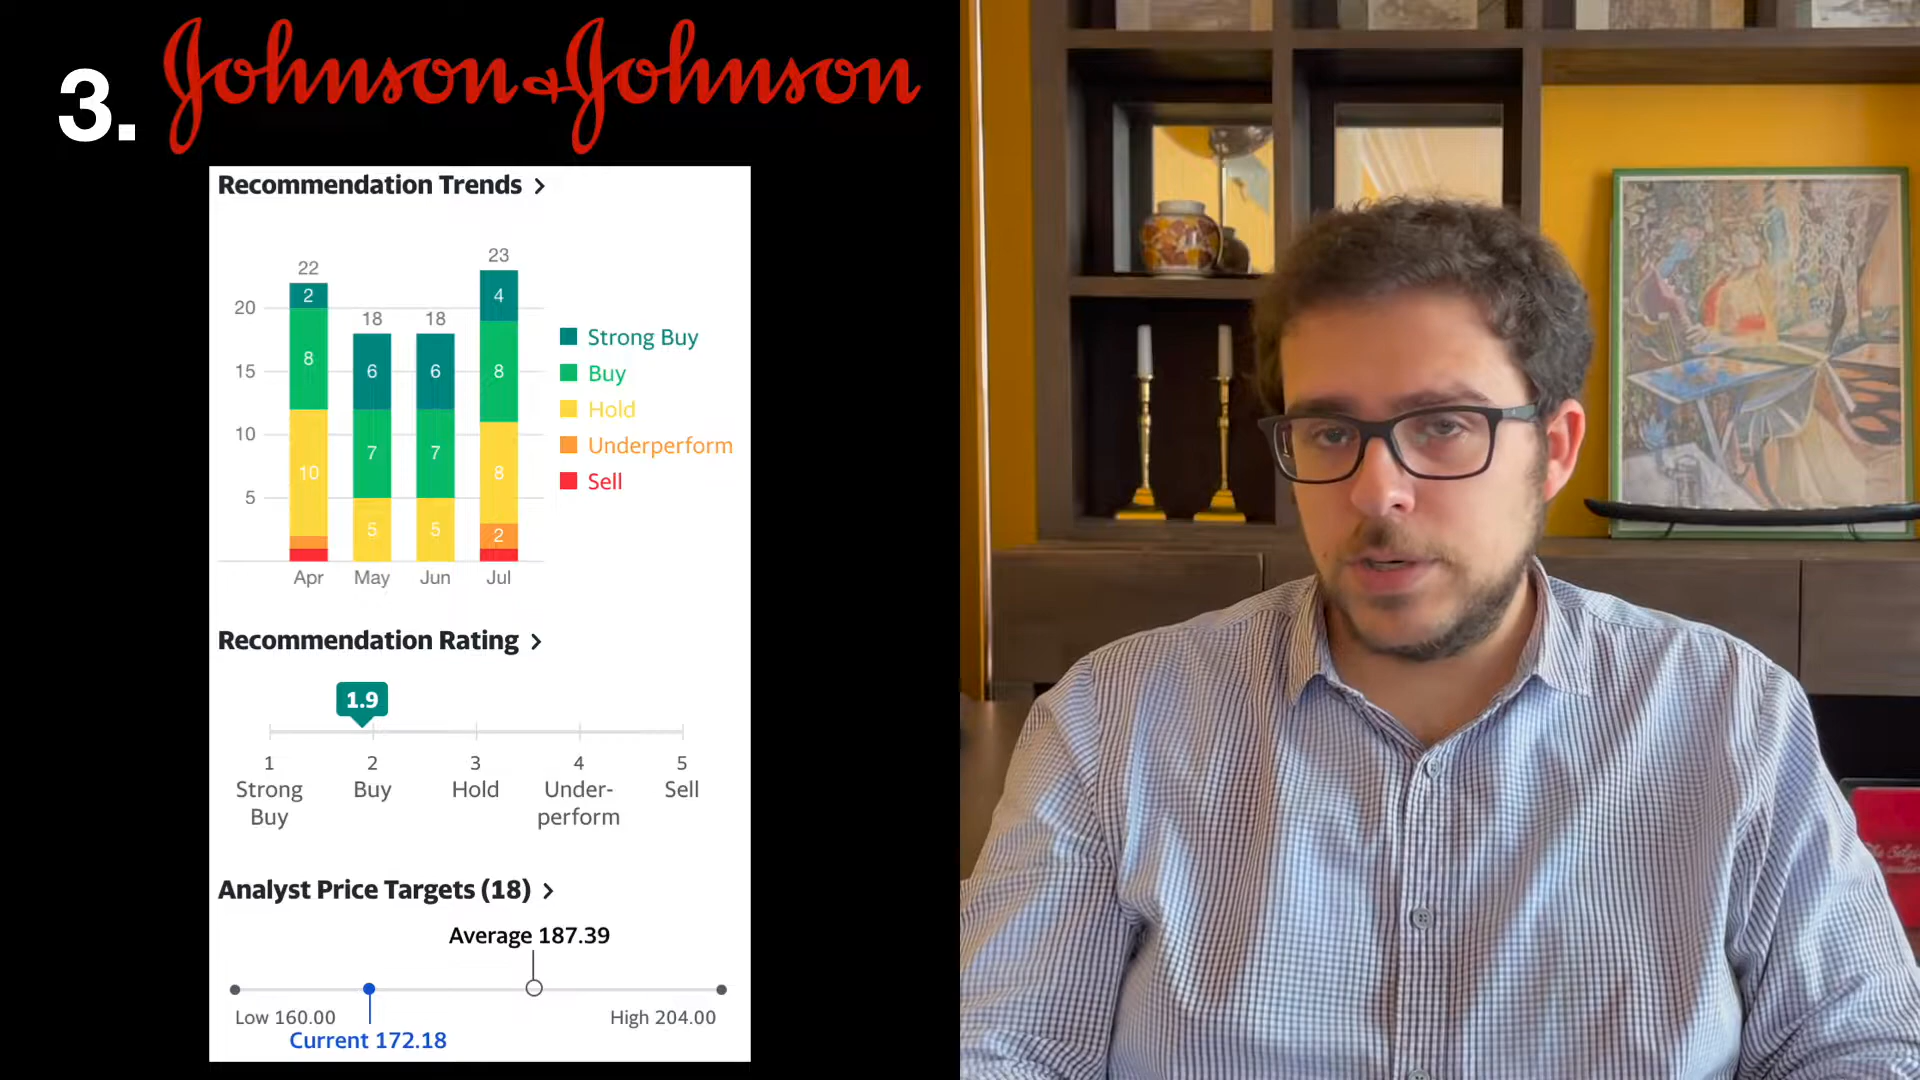 3. Johnson & Johnson
Recommendation Trends >
22
18
18
23
20
15
10
5
2
8
10
6
7
5
6
7
5
4
8
8
2
Apr May Jun Jul
Strong Buy
Buy
Hold
Underperform
Sell
Recommendation Rating >
1.9
1 2 3 4 5
Strong Buy Hold Under- Sell
Buy perform
Analyst Price Targets (18) >
Average 187.39
Low 160.00 High 204.00
Current 172.18